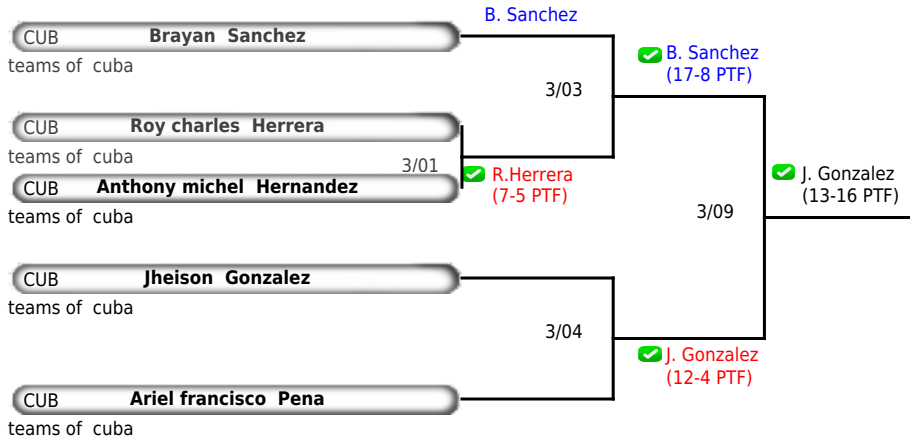 B. Sanchez
CUB Brayan Sanchez
teams of cuba
B. Sanchez
(17-8 PTF)
3/03
CUB Roy charles Herrera
teams of cuba
3/01
R.Herrera
(7-5 PTF)
CUB Anthony michel Hernandez
teams of cuba
J. Gonzalez
(13-16 PTF)
3/09
CUB Jheison Gonzalez
teams of cuba
3/04
J. Gonzalez
(12-4 PTF)
CUB Ariel francisco Pena
teams of cuba